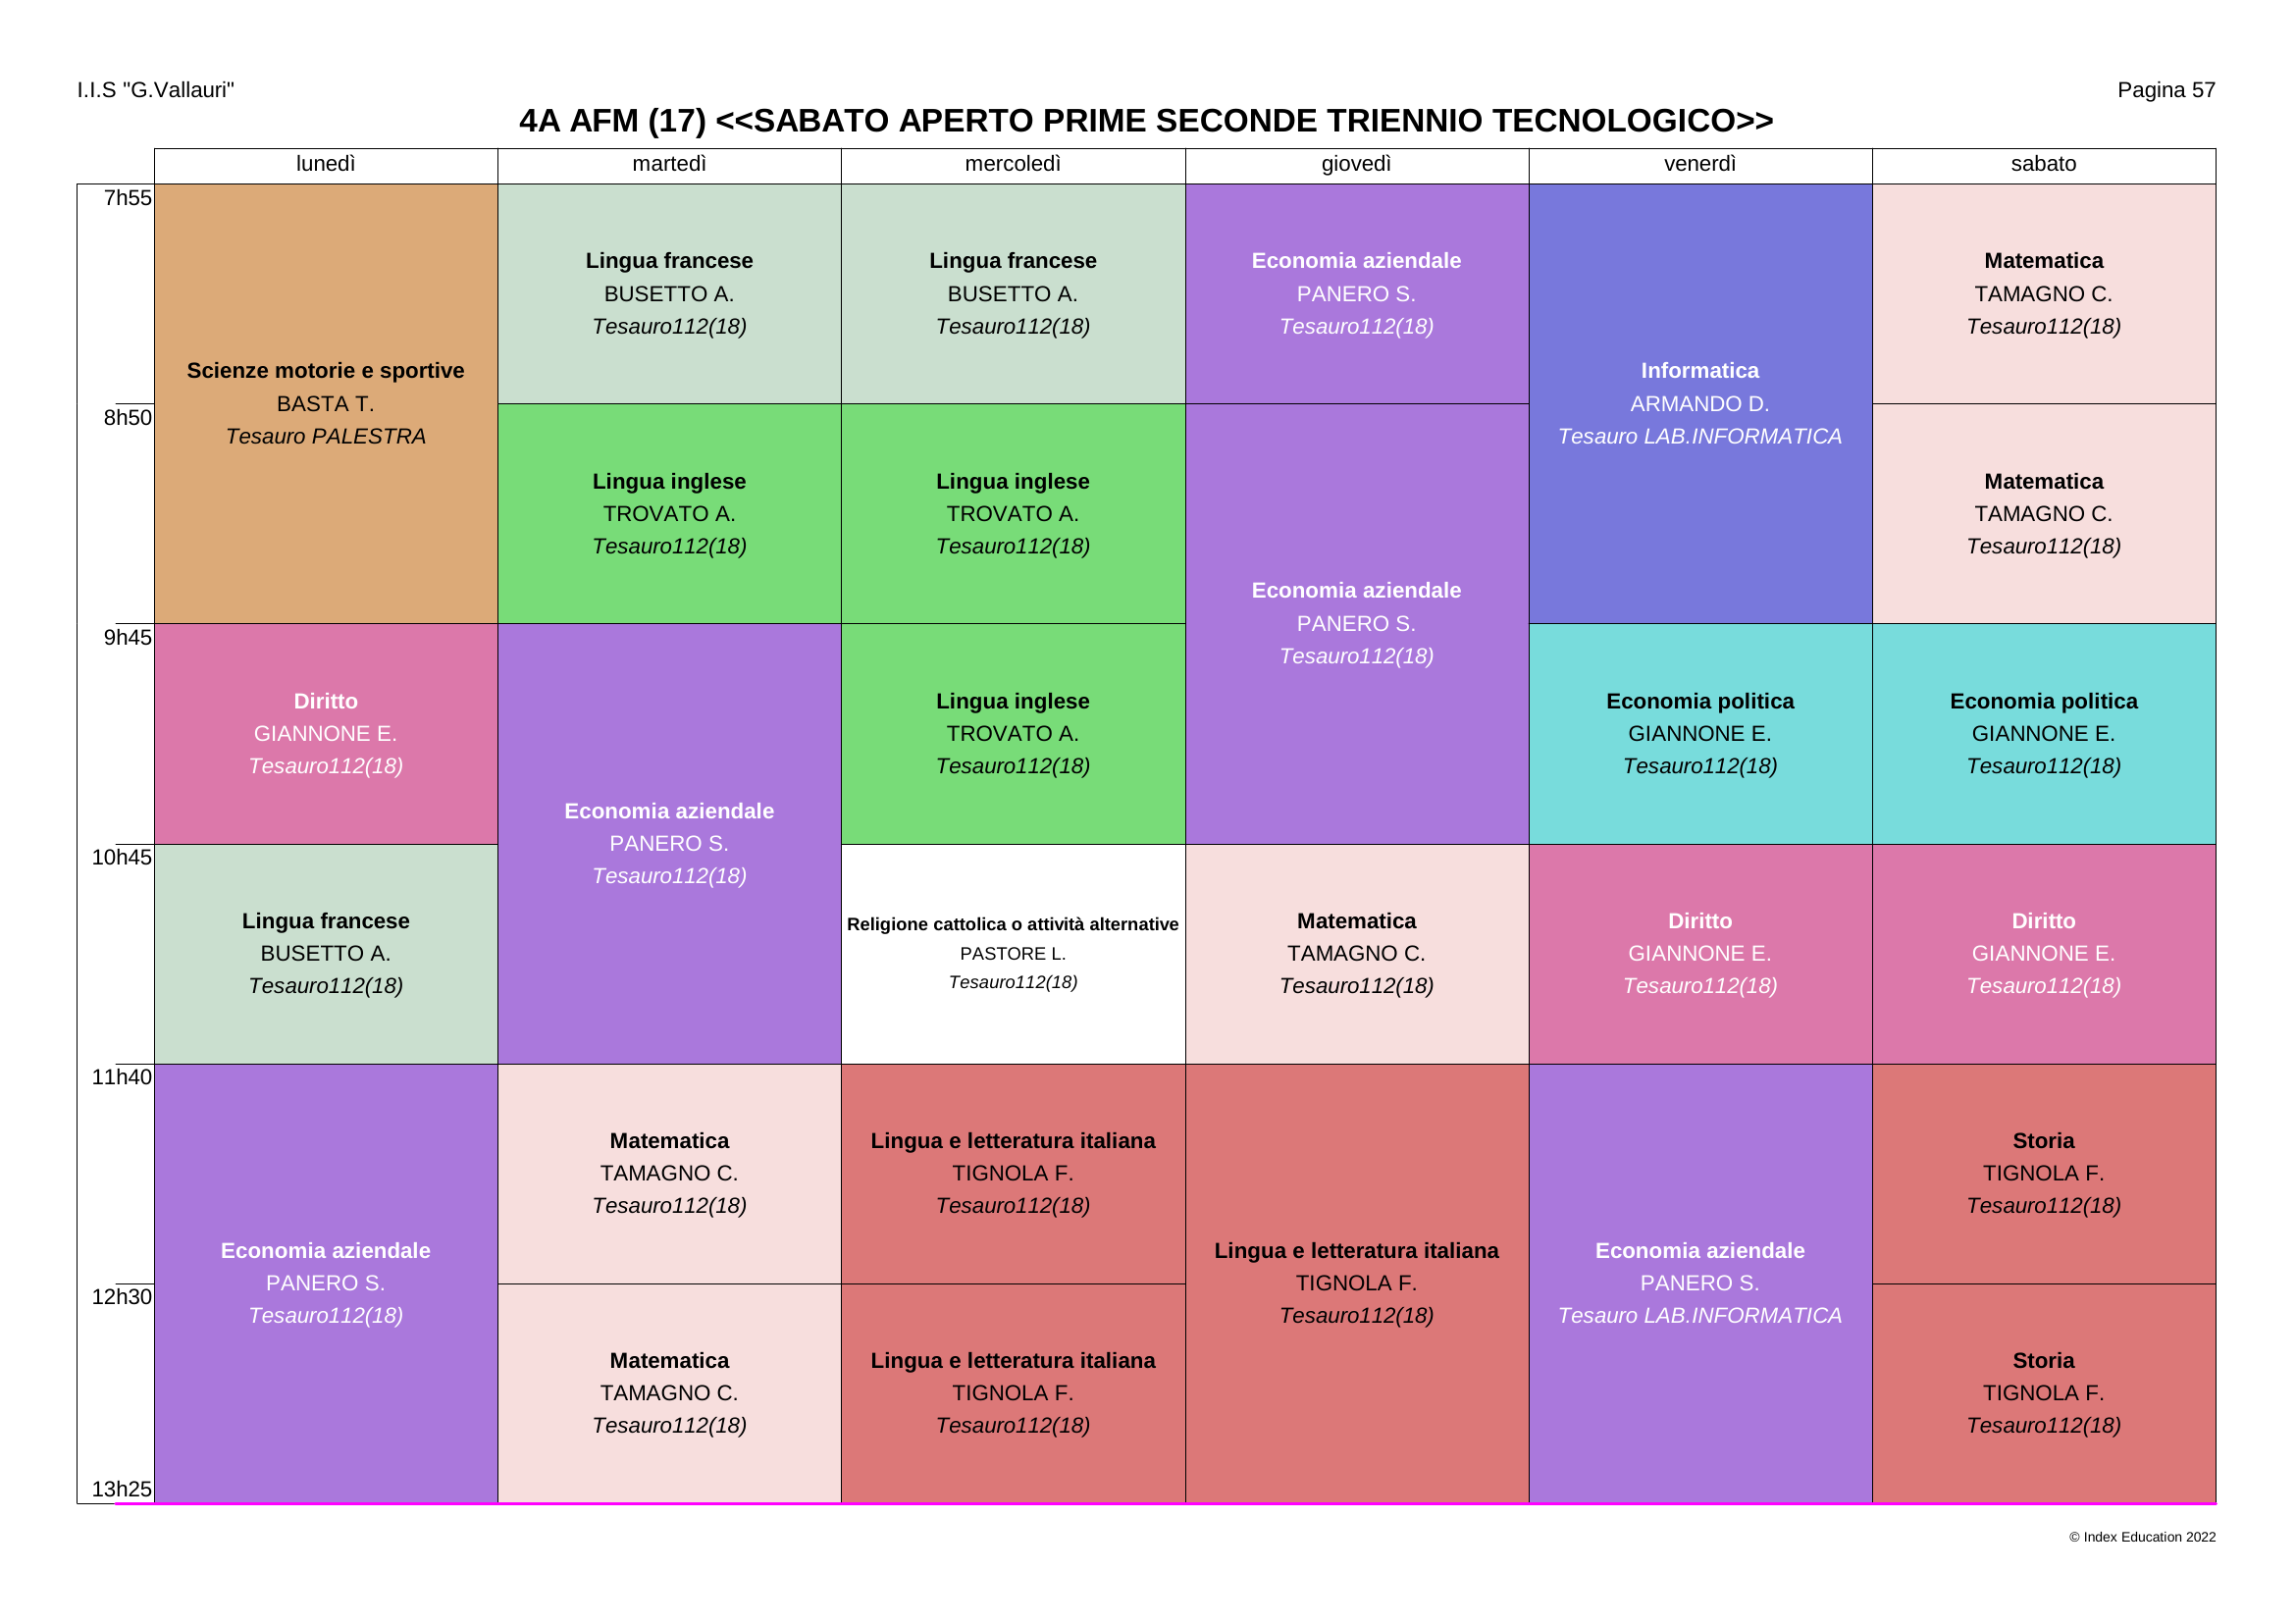 I.I.S "G.Vallauri"
Pagina 57
4A AFM (17) <<SABATO APERTO PRIME SECONDE TRIENNIO TECNOLOGICO>>
lunedì
martedì
mercoledì
giovedì
venerdì
sabato
7h55
8h50
9h45
10h45
11h40
12h30
13h25
Scienze motorie e sportive
BASTA T.
Tesauro PALESTRA
Diritto
GIANNONE E.
Tesauro112(18)
Lingua francese
BUSETTO A.
Tesauro112(18)
Economia aziendale
PANERO S.
Tesauro112(18)
Lingua francese
BUSETTO A.
Tesauro112(18)
Lingua inglese
TROVATO A.
Tesauro112(18)
Economia aziendale
PANERO S.
Tesauro112(18)
Matematica
TAMAGNO C.
Tesauro112(18)
Matematica
TAMAGNO C.
Tesauro112(18)
Lingua francese
BUSETTO A.
Tesauro112(18)
Lingua inglese
TROVATO A.
Tesauro112(18)
Lingua inglese
TROVATO A.
Tesauro112(18)
Religione cattolica o attività alternative
PASTORE L.
Tesauro112(18)
Lingua e letteratura italiana
TIGNOLA F.
Tesauro112(18)
Lingua e letteratura italiana
TIGNOLA F.
Tesauro112(18)
Economia aziendale
PANERO S.
Tesauro112(18)
Economia aziendale
PANERO S.
Tesauro112(18)
Matematica
TAMAGNO C.
Tesauro112(18)
Lingua e letteratura italiana
TIGNOLA F.
Tesauro112(18)
Informatica
ARMANDO D.
Tesauro LAB.INFORMATICA
Economia politica
GIANNONE E.
Tesauro112(18)
Diritto
GIANNONE E.
Tesauro112(18)
Economia aziendale
PANERO S.
Tesauro LAB.INFORMATICA
Matematica
TAMAGNO C.
Tesauro112(18)
Matematica
TAMAGNO C.
Tesauro112(18)
Economia politica
GIANNONE E.
Tesauro112(18)
Diritto
GIANNONE E.
Tesauro112(18)
Storia
TIGNOLA F.
Tesauro112(18)
Storia
TIGNOLA F.
Tesauro112(18)
© Index Education 2022